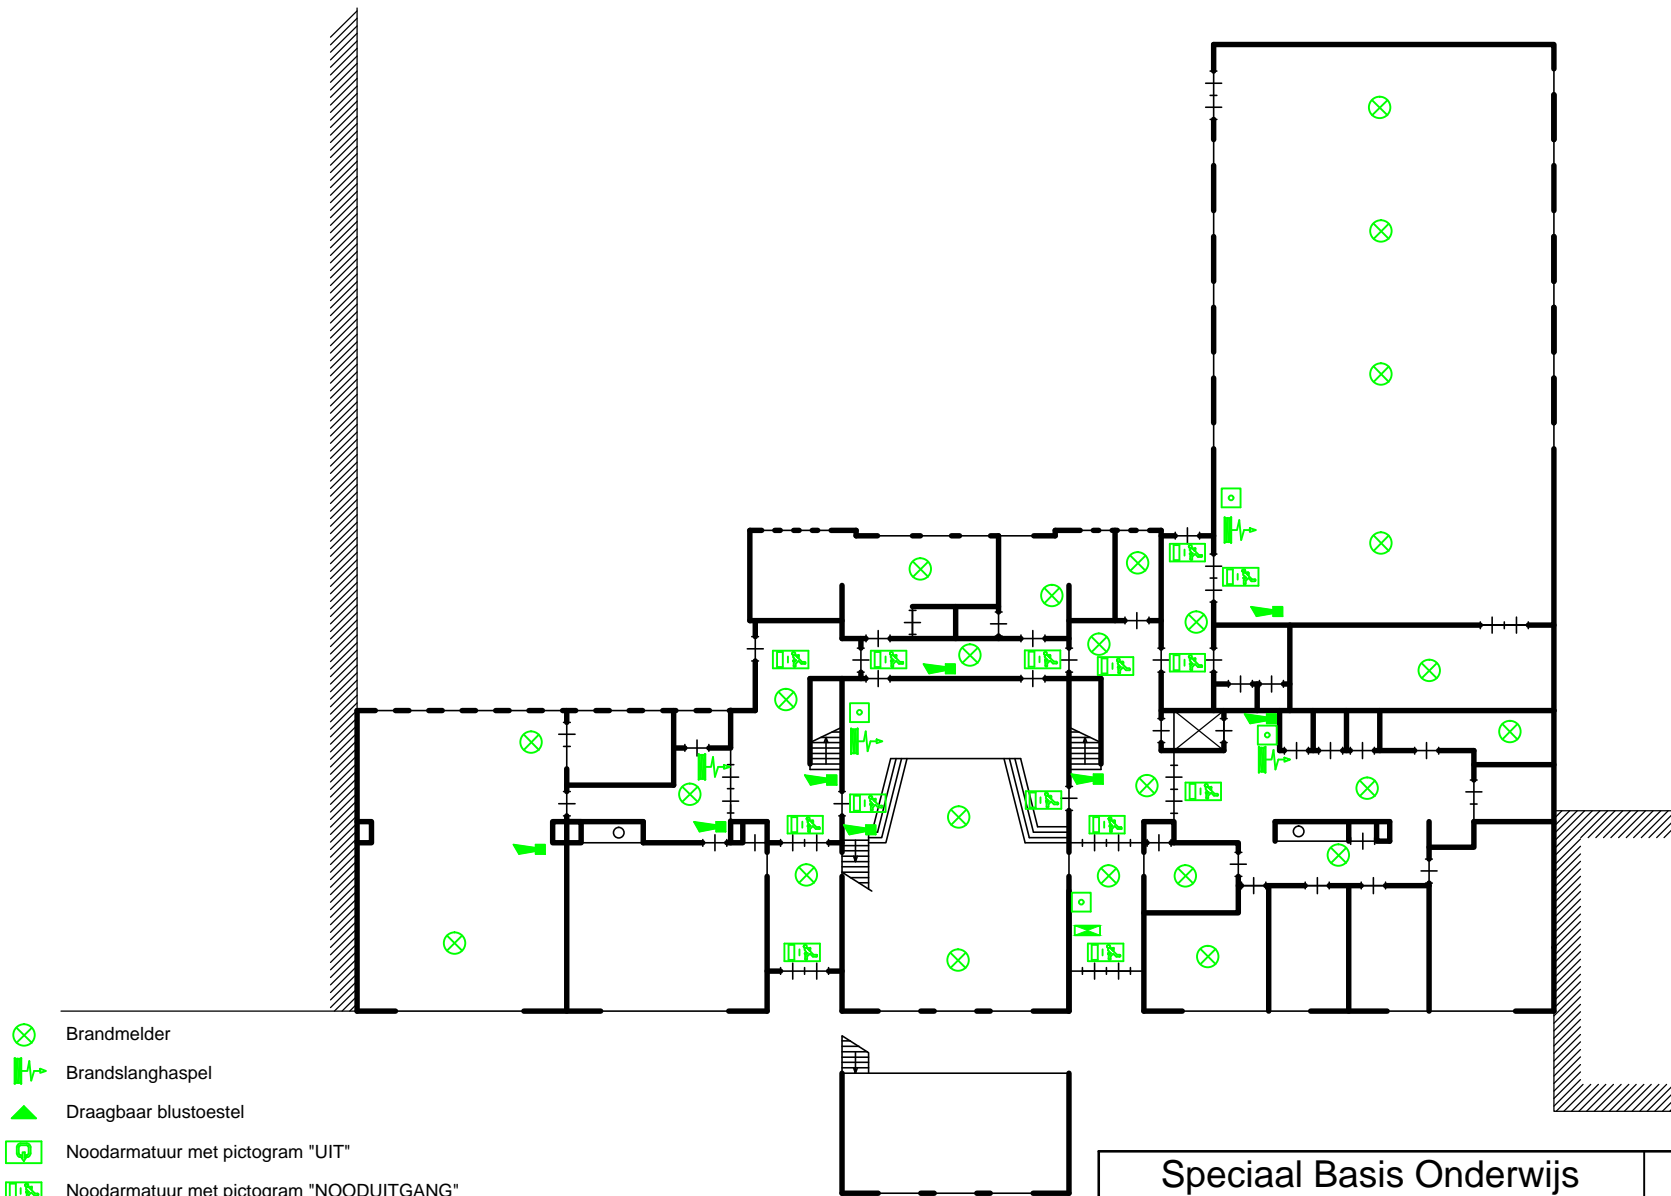 Brandmelder
Brandslanghaspel
Draagbaar blustoestel
Noodarmatuur met pictogram "UIT"
Noodarmatuur met pictogram "NOODUITGANG"
Speciaal Basis Onderwijs